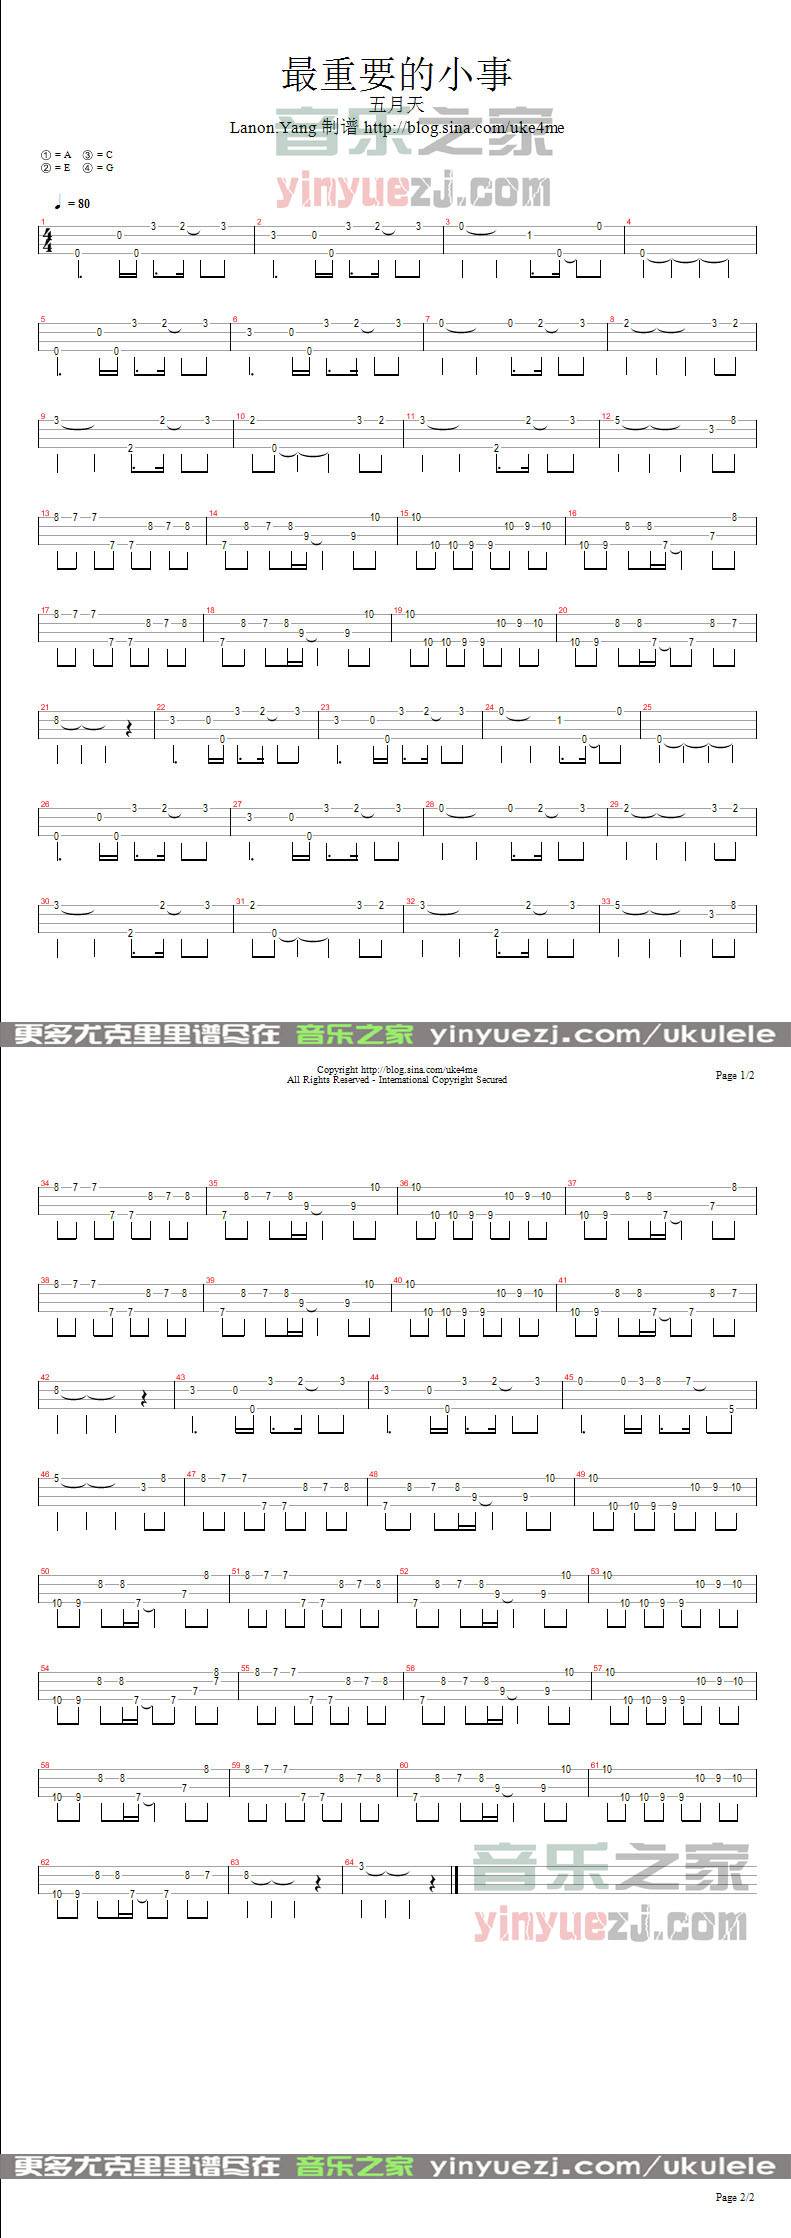 最重要的小事
五月天
音乐之家
Lanon.Yang 制谱 http://blog.sina.com/uke4me
yinyuezj.com
① = A ③ = C
② = E ④ = G
♩ = 80
更多尤克里里谱尽在 音乐之家 yinyuezj.com/ukulele
Copyright http://blog.sina.com/uke4me
All Rights Reserved - International Copyright Secured
Page 1/2
音乐之家
yinyuezj.com
更多尤克里里谱尽在 音乐之家 yinyuezj.com/ukulele
Page 2/2